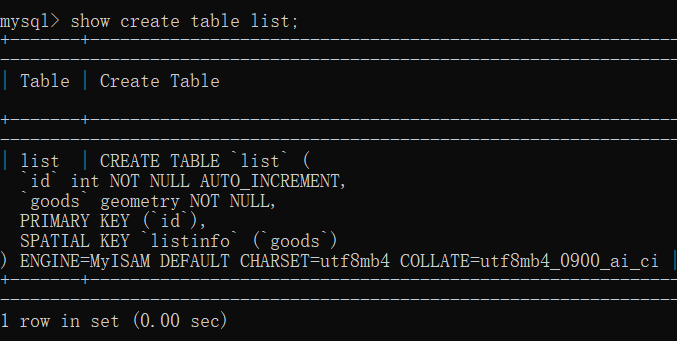 mysql> show create table list;
+-------+----------------------------------------------------------
-------------------------------------------------------------------
| Table | Create Table
+-------+----------------------------------------------------------
-------------------------------------------------------------------
| list  | CREATE TABLE `list` (
  `id` int NOT NULL AUTO_INCREMENT,
  `goods` geometry NOT NULL,
  PRIMARY KEY (`id`),
  SPATIAL KEY `listinfo` (`goods`)
) ENGINE=MyISAM DEFAULT CHARSET=utf8mb4 COLLATE=utf8mb4_0900_ai_ci |
+-------+----------------------------------------------------------
-------------------------------------------------------------------
1 row in set (0.00 sec)